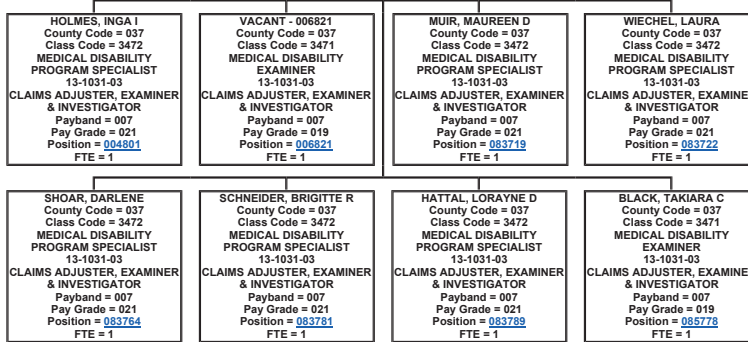 HOLMES, INGA I
County Code = 037
Class Code = 3472
MEDICAL DISABILITY
PROGRAM SPECIALIST
13-1031-03
CLAIMS ADJUSTER, EXAMINER
& INVESTIGATOR
Payband = 007
Pay Grade = 021
Position = 004801
FTE = 1
VACANT - 006821
County Code = 037
Class Code = 3471
MEDICAL DISABILITY
EXAMINER
13-1031-03
CLAIMS ADJUSTER, EXAMINER
& INVESTIGATOR
Payband = 007
Pay Grade = 019
Position = 006821
FTE = 1
MUIR, MAUREEN D
County Code = 037
Class Code = 3472
MEDICAL DISABILITY
PROGRAM SPECIALIST
13-1031-03
CLAIMS ADJUSTER, EXAMINER
& INVESTIGATOR
Payband = 007
Pay Grade = 021
Position = 083719
FTE = 1
WIECHEL, LAURA
County Code = 037
Class Code = 3472
MEDICAL DISABILITY
PROGRAM SPECIALIST
13-1031-03
CLAIMS ADJUSTER, EXAMINE
& INVESTIGATOR
Payband = 007
Pay Grade = 021
Position = 083722
FTE = 1
SHOAR, DARLENE
County Code = 037
Class Code = 3472
MEDICAL DISABILITY
PROGRAM SPECIALIST
13-1031-03
CLAIMS ADJUSTER, EXAMINER
& INVESTIGATOR
Payband = 007
Pay Grade = 021
Position = 083764
FTE = 1
SCHNEIDER, BRIGITTE R
County Code = 037
Class Code = 3472
MEDICAL DISABILITY
PROGRAM SPECIALIST
13-1031-03
CLAIMS ADJUSTER, EXAMINER
& INVESTIGATOR
Payband = 007
Pay Grade = 021
Position = 083781
FTE = 1
HATTAL, LORAYNE D
County Code = 037
Class Code = 3472
MEDICAL DISABILITY
PROGRAM SPECIALIST
13-1031-03
CLAIMS ADJUSTER, EXAMINER
& INVESTIGATOR
Payband = 007
Pay Grade = 021
Position = 083789
FTE = 1
BLACK, TAKIARA C
County Code = 037
Class Code = 3471
MEDICAL DISABILITY
EXAMINER
13-1031-03
CLAIMS ADJUSTER, EXAMINE
& INVESTIGATOR
Payband = 007
Pay Grade = 019
Position = 085778
FTE = 1